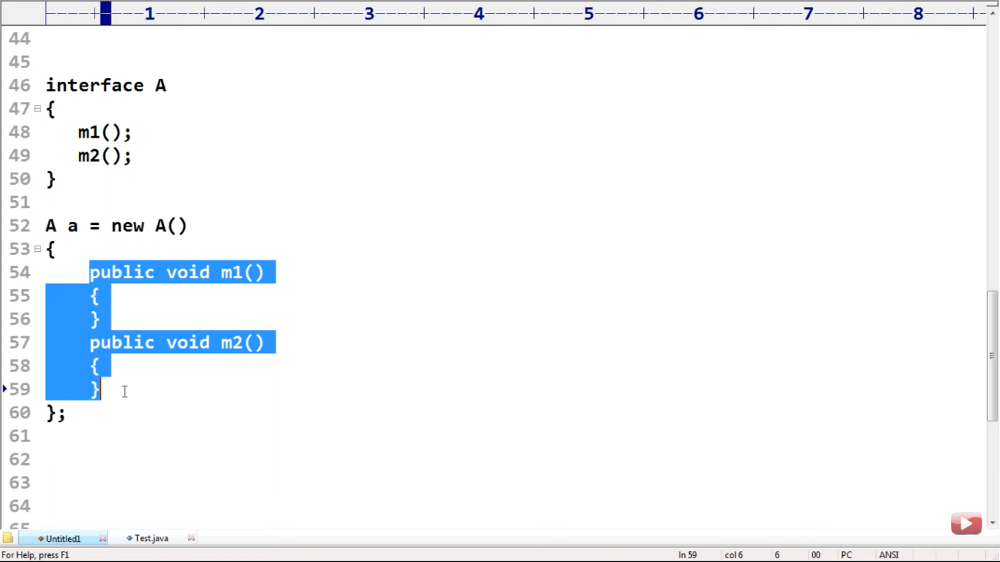 1 2 3 4 5 6 7 8
44
45
46 interface A
47 {
48 m1();
49 m2();
50 }
51
52 A a = new A()
53 {
54 public void m1()
55 {
56 }
57 public void m2()
58 {
59 }
60 };
61
62
63
64
65
Untitled1 Test.java
For Help, press F1 ln 59 col 6 6 00 PC ANSI